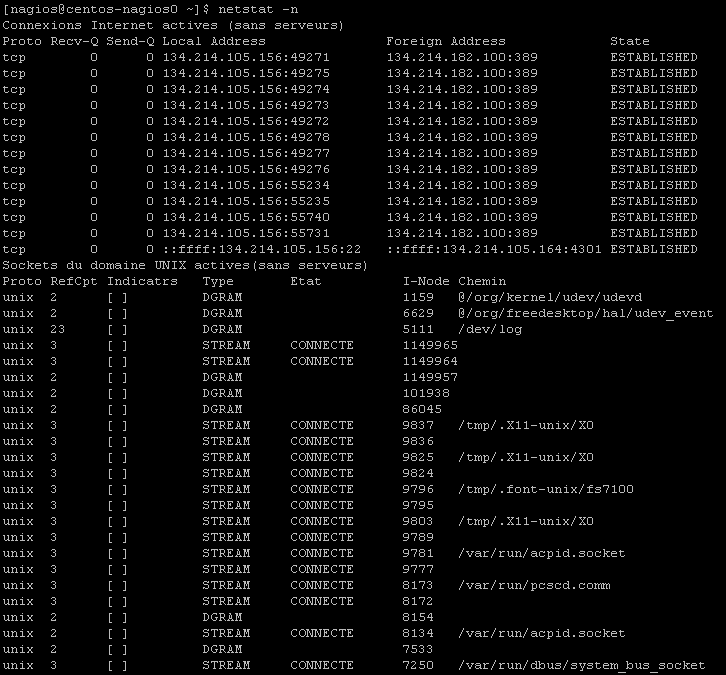 [nagios@centos-nagios0 ~]$ netstat -n
Connexions Internet actives (sans serveurs)
Proto Recv-Q Send-Q Local Address Foreign Address State
tcp 0 0 134.214.105.156:49271 134.214.182.100:389 ESTABLISHED
tcp 0 0 134.214.105.156:49275 134.214.182.100:389 ESTABLISHED
tcp 0 0 134.214.105.156:49274 134.214.182.100:389 ESTABLISHED
tcp 0 0 134.214.105.156:49273 134.214.182.100:389 ESTABLISHED
tcp 0 0 134.214.105.156:49272 134.214.182.100:389 ESTABLISHED
tcp 0 0 134.214.105.156:49278 134.214.182.100:389 ESTABLISHED
tcp 0 0 134.214.105.156:49277 134.214.182.100:389 ESTABLISHED
tcp 0 0 134.214.105.156:49276 134.214.182.100:389 ESTABLISHED
tcp 0 0 134.214.105.156:55234 134.214.182.100:389 ESTABLISHED
tcp 0 0 134.214.105.156:55235 134.214.182.100:389 ESTABLISHED
tcp 0 0 134.214.105.156:55740 134.214.182.100:389 ESTABLISHED
tcp 0 0 134.214.105.156:55731 134.214.182.100:389 ESTABLISHED
tcp 0 0 ::ffff:134.214.105.156:22 ::ffff:134.214.105.164:4301 ESTABLISHED
Sockets du domaine UNIX actives(sans serveurs)
Proto RefCpt Indicatrs Type Etat I-Node Chemin
unix 2 [ ] DGRAM 1159 @/org/kernel/udev/udevd
unix 2 [ ] DGRAM 6629 @/org/freedesktop/hal/udev_event
unix 23 [ ] DGRAM 5111 /dev/log
unix 3 [ ] STREAM CONNECTE 1149965
unix 3 [ ] STREAM CONNECTE 1149964
unix 2 [ ] DGRAM 1149957
unix 2 [ ] DGRAM 101938
unix 2 [ ] DGRAM 86045
unix 3 [ ] STREAM CONNECTE 9837 /tmp/.X11-unix/X0
unix 3 [ ] STREAM CONNECTE 9836
unix 3 [ ] STREAM CONNECTE 9825 /tmp/.X11-unix/X0
unix 3 [ ] STREAM CONNECTE 9824
unix 3 [ ] STREAM CONNECTE 9796 /tmp/.font-unix/fs7100
unix 3 [ ] STREAM CONNECTE 9795
unix 3 [ ] STREAM CONNECTE 9803 /tmp/.X11-unix/X0
unix 3 [ ] STREAM CONNECTE 9789
unix 3 [ ] STREAM CONNECTE 9781 /var/run/acpid.socket
unix 3 [ ] STREAM CONNECTE 9777
unix 3 [ ] STREAM CONNECTE 8173 /var/run/pcscd.comm
unix 3 [ ] STREAM CONNECTE 8172
unix 2 [ ] DGRAM 8154
unix 2 [ ] STREAM CONNECTE 8134 /var/run/acpid.socket
unix 2 [ ] DGRAM 7533
unix 3 [ ] STREAM CONNECTE 7250 /var/run/dbus/system_bus_socket